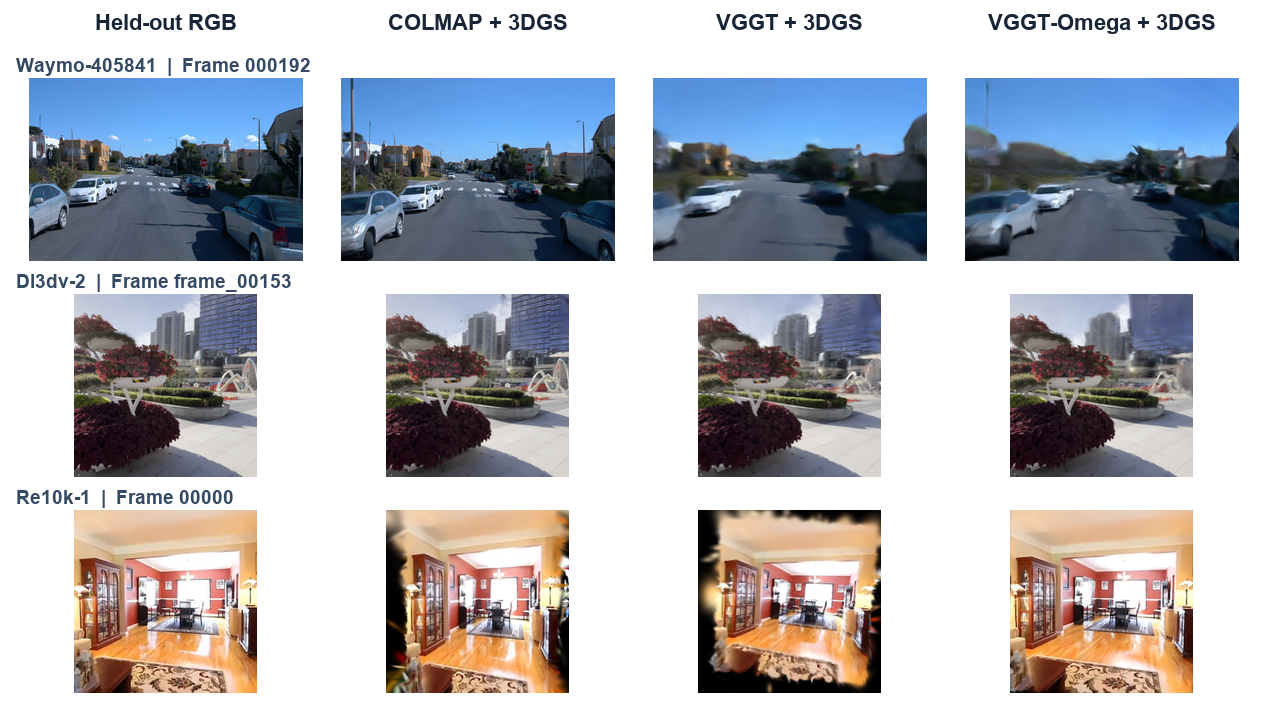 Held-out RGB COLMAP + 3DGS VGGT + 3DGS VGGT-Omega + 3DGS
Waymo-405841 | Frame 000192
STOP
Dl3dv-2 | Frame frame_00153
Re10k-1 | Frame 00000